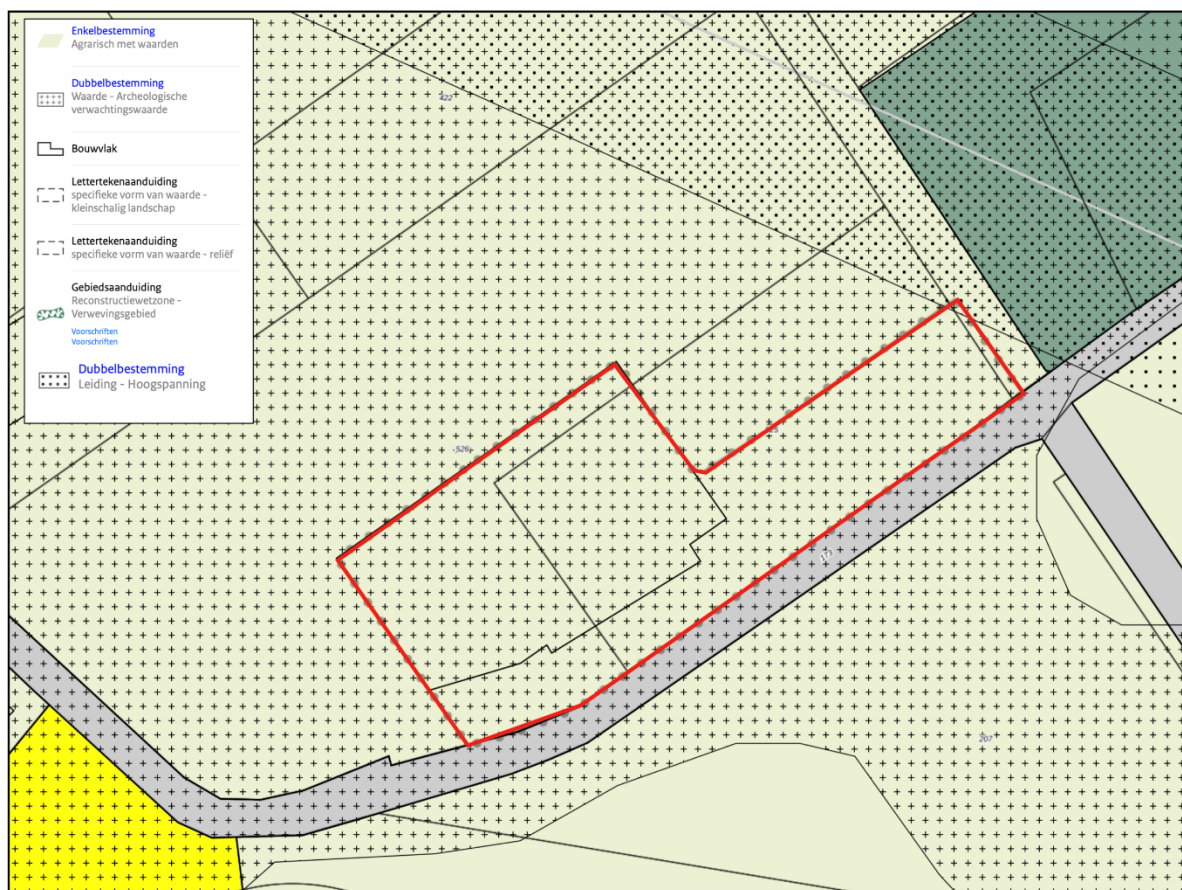 Enkelbestemming
Agrarisch met waarden
Dubbelbestemming
Waarde - Archeologische
verwachtingswaarde
Bouwvlak
Lettertekenaanduiding
specifieke vorm van waarde -
kleinschalig landschap
Lettertekenaanduiding
specifieke vorm van waarde - reliëf
Gebiedsaanduiding
Reconstructiewetzone -
Verwevingsgebied
Voorschriften
Voorschriften
Dubbelbestemming
Leiding - Hoogspanning
422
526
207